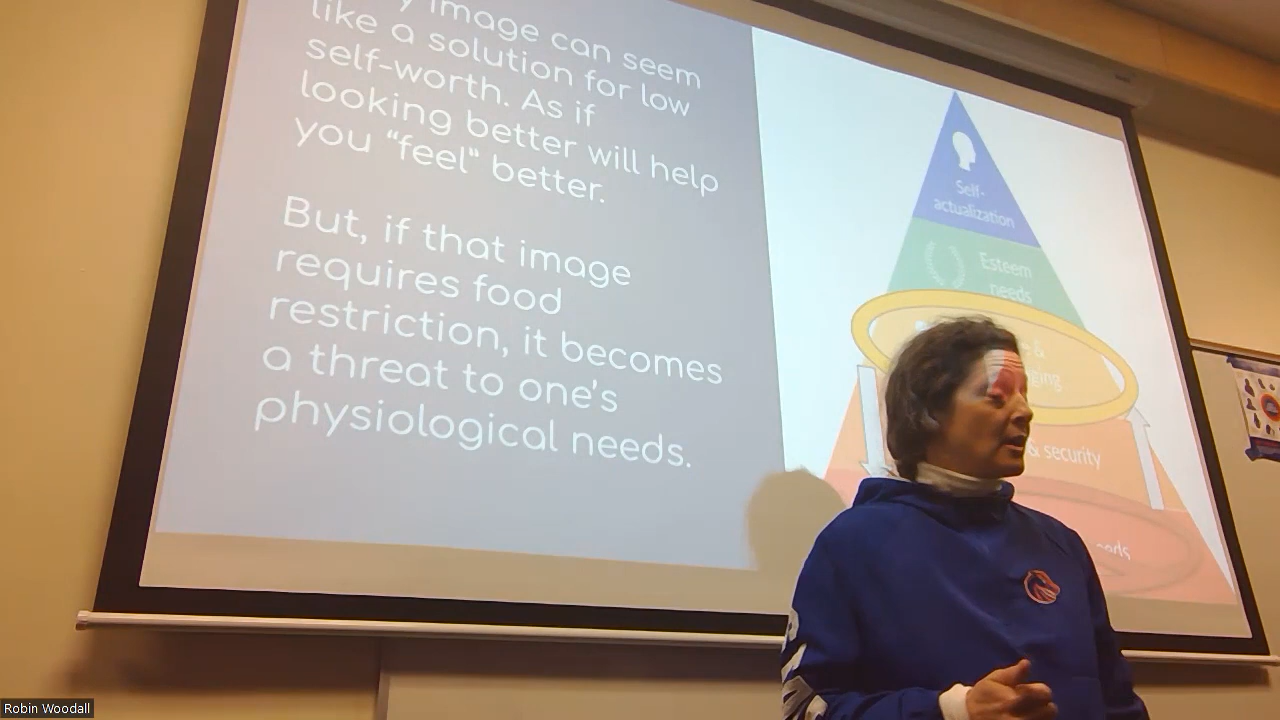 image can seem
like a solution for low
self-worth. As if
looking better will help
you "feel" better.
But, if that image
requires food
restriction, it becomes
a threat to one's
physiological needs.
Self-
actualization
Esteem
needs
&
& security
Robin Woodall